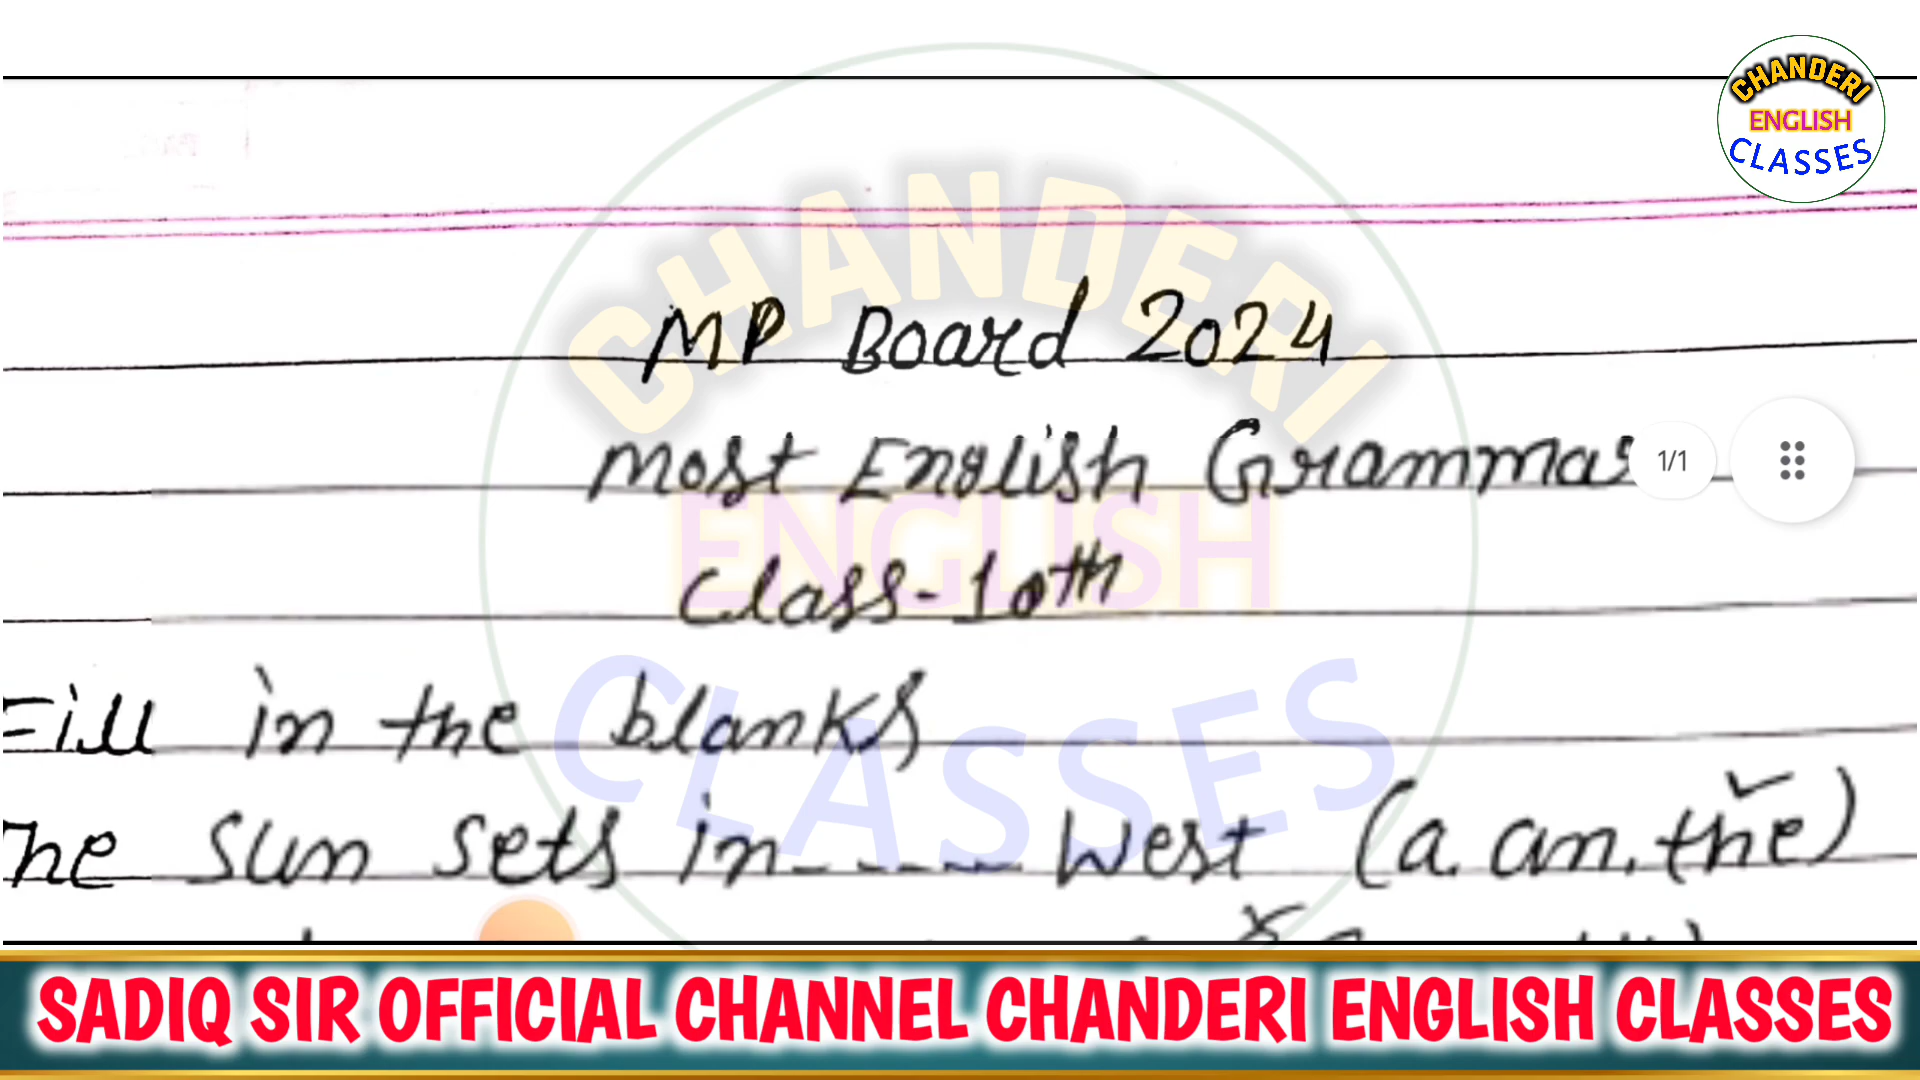 CHANDERI
ENGLISH
CLASSES
MP Board 2024
Most English Grammar
1/1
Class-10th
Fill in the blanks
The Sun sets in---- West (a. an. the)
SADIQ SIR OFFICIAL CHANNEL CHANDERI ENGLISH CLASSES